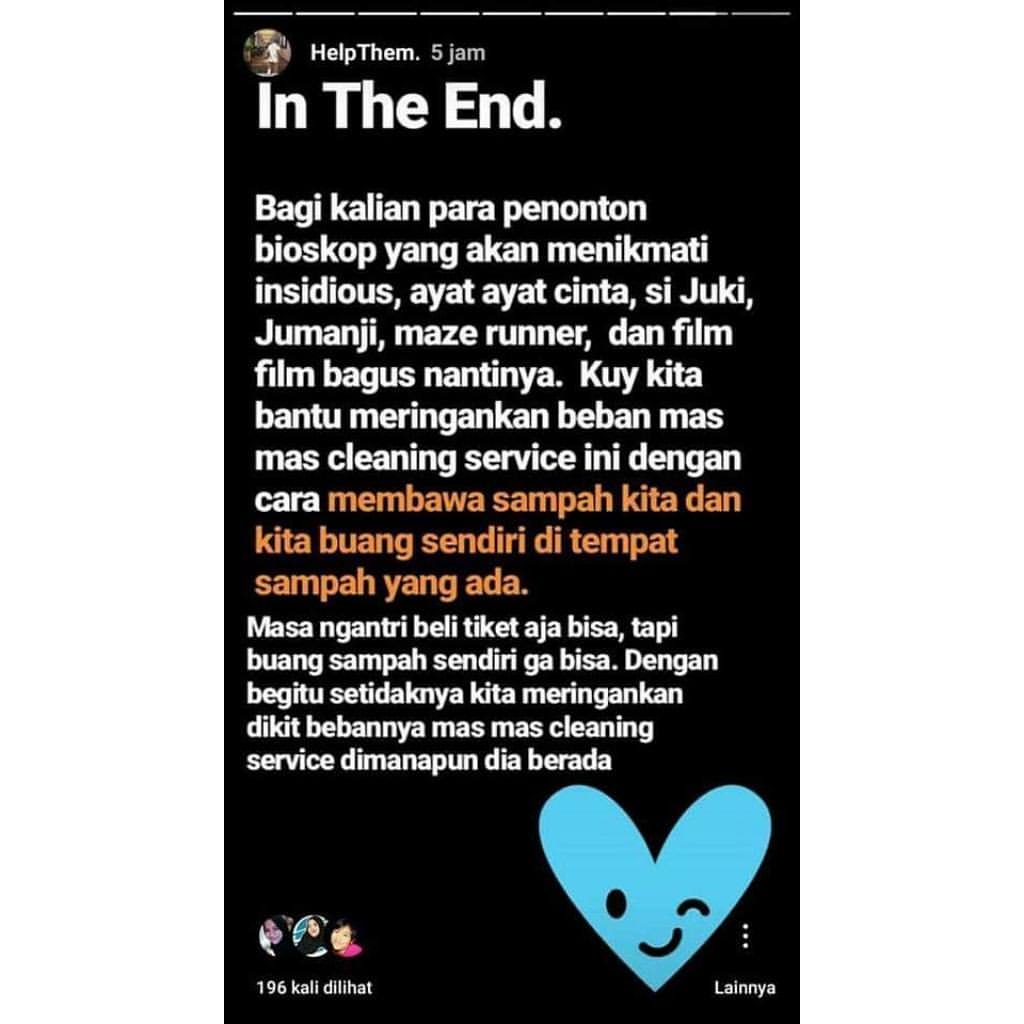 HelpThem. 5 jam
In The End.
Bagi kalian para penonton
bioskop yang akan menikmati
insidious, ayat ayat cinta, si Juki,
Jumanji, maze runner,  dan film
film bagus nantinya.  Kuy kita
bantu meringankan beban mas
mas cleaning service ini dengan
cara membawa sampah kita dan
kita buang sendiri di tempat
sampah yang ada.
Masa ngantri beli tiket aja bisa, tapi
buang sampah sendiri ga bisa. Dengan
begitu setidaknya kita meringankan
dikit bebannya mas mas cleaning
service dimanapun dia berada
196 kali dilihat
Lainnya